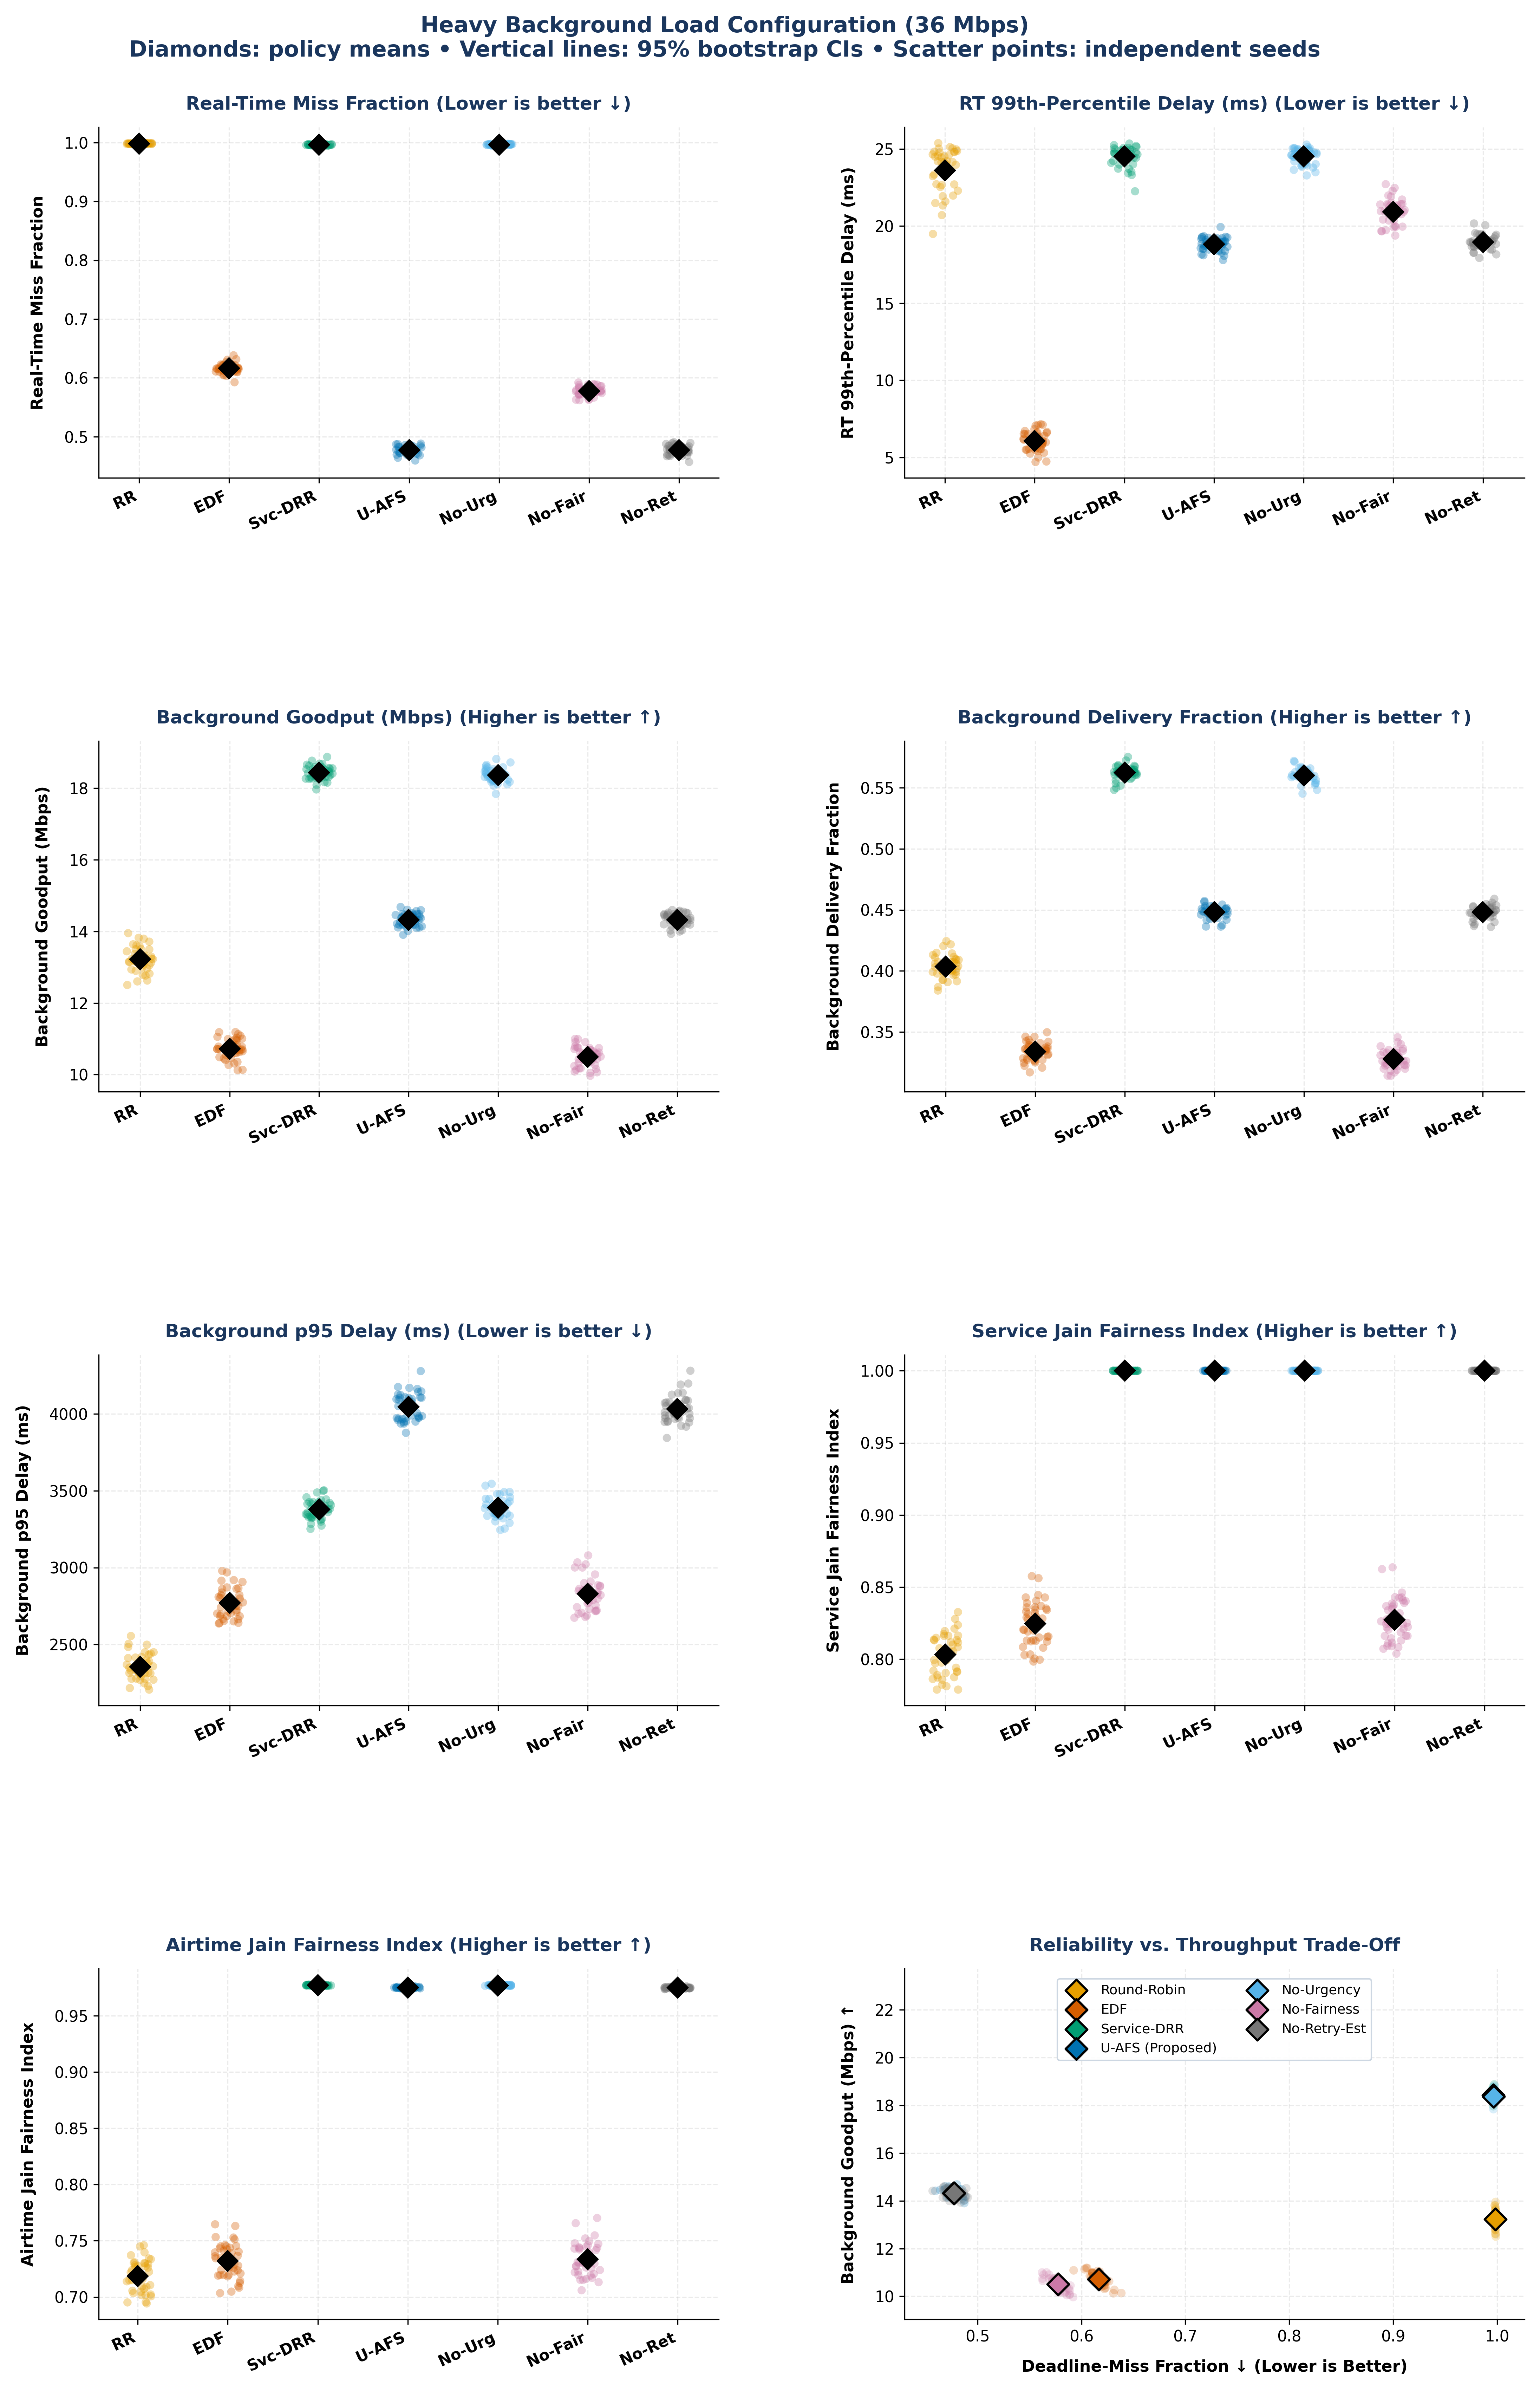 Heavy Background Load Configuration (36 Mbps)
Diamonds: policy means • Vertical lines: 95% bootstrap CIs • Scatter points: independent seeds
Real-Time Miss Fraction (Lower is better ↓)
Real-Time Miss Fraction
1.0
0.9
0.8
0.7
0.6
0.5
RR
EDF
Svc-DRR
U-AFS
No-Urg
No-Fair
No-Ret
RT 99th-Percentile Delay (ms) (Lower is better ↓)
RT 99th-Percentile Delay (ms)
25
20
15
10
5
RR
EDF
Svc-DRR
U-AFS
No-Urg
No-Fair
No-Ret
Background Goodput (Mbps) (Higher is better ↑)
Background Goodput (Mbps)
18
16
14
12
10
RR
EDF
Svc-DRR
U-AFS
No-Urg
No-Fair
No-Ret
Background Delivery Fraction (Higher is better ↑)
Background Delivery Fraction
0.55
0.50
0.45
0.40
0.35
RR
EDF
Svc-DRR
U-AFS
No-Urg
No-Fair
No-Ret
Background p95 Delay (ms) (Lower is better ↓)
Background p95 Delay (ms)
4000
3500
3000
2500
RR
EDF
Svc-DRR
U-AFS
No-Urg
No-Fair
No-Ret
Service Jain Fairness Index (Higher is better ↑)
Service Jain Fairness Index
1.00
0.95
0.90
0.85
0.80
RR
EDF
Svc-DRR
U-AFS
No-Urg
No-Fair
No-Ret
Airtime Jain Fairness Index (Higher is better ↑)
Airtime Jain Fairness Index
0.95
0.90
0.85
0.80
0.75
0.70
RR
EDF
Svc-DRR
U-AFS
No-Urg
No-Fair
No-Ret
Reliability vs. Throughput Trade-Off
Background Goodput (Mbps) ↑
22
20
18
16
14
12
10
Round-Robin
EDF
Service-DRR
U-AFS (Proposed)
No-Urgency
No-Fairness
No-Retry-Est
0.5
0.6
0.7
0.8
0.9
1.0
Deadline-Miss Fraction ↓ (Lower is Better)